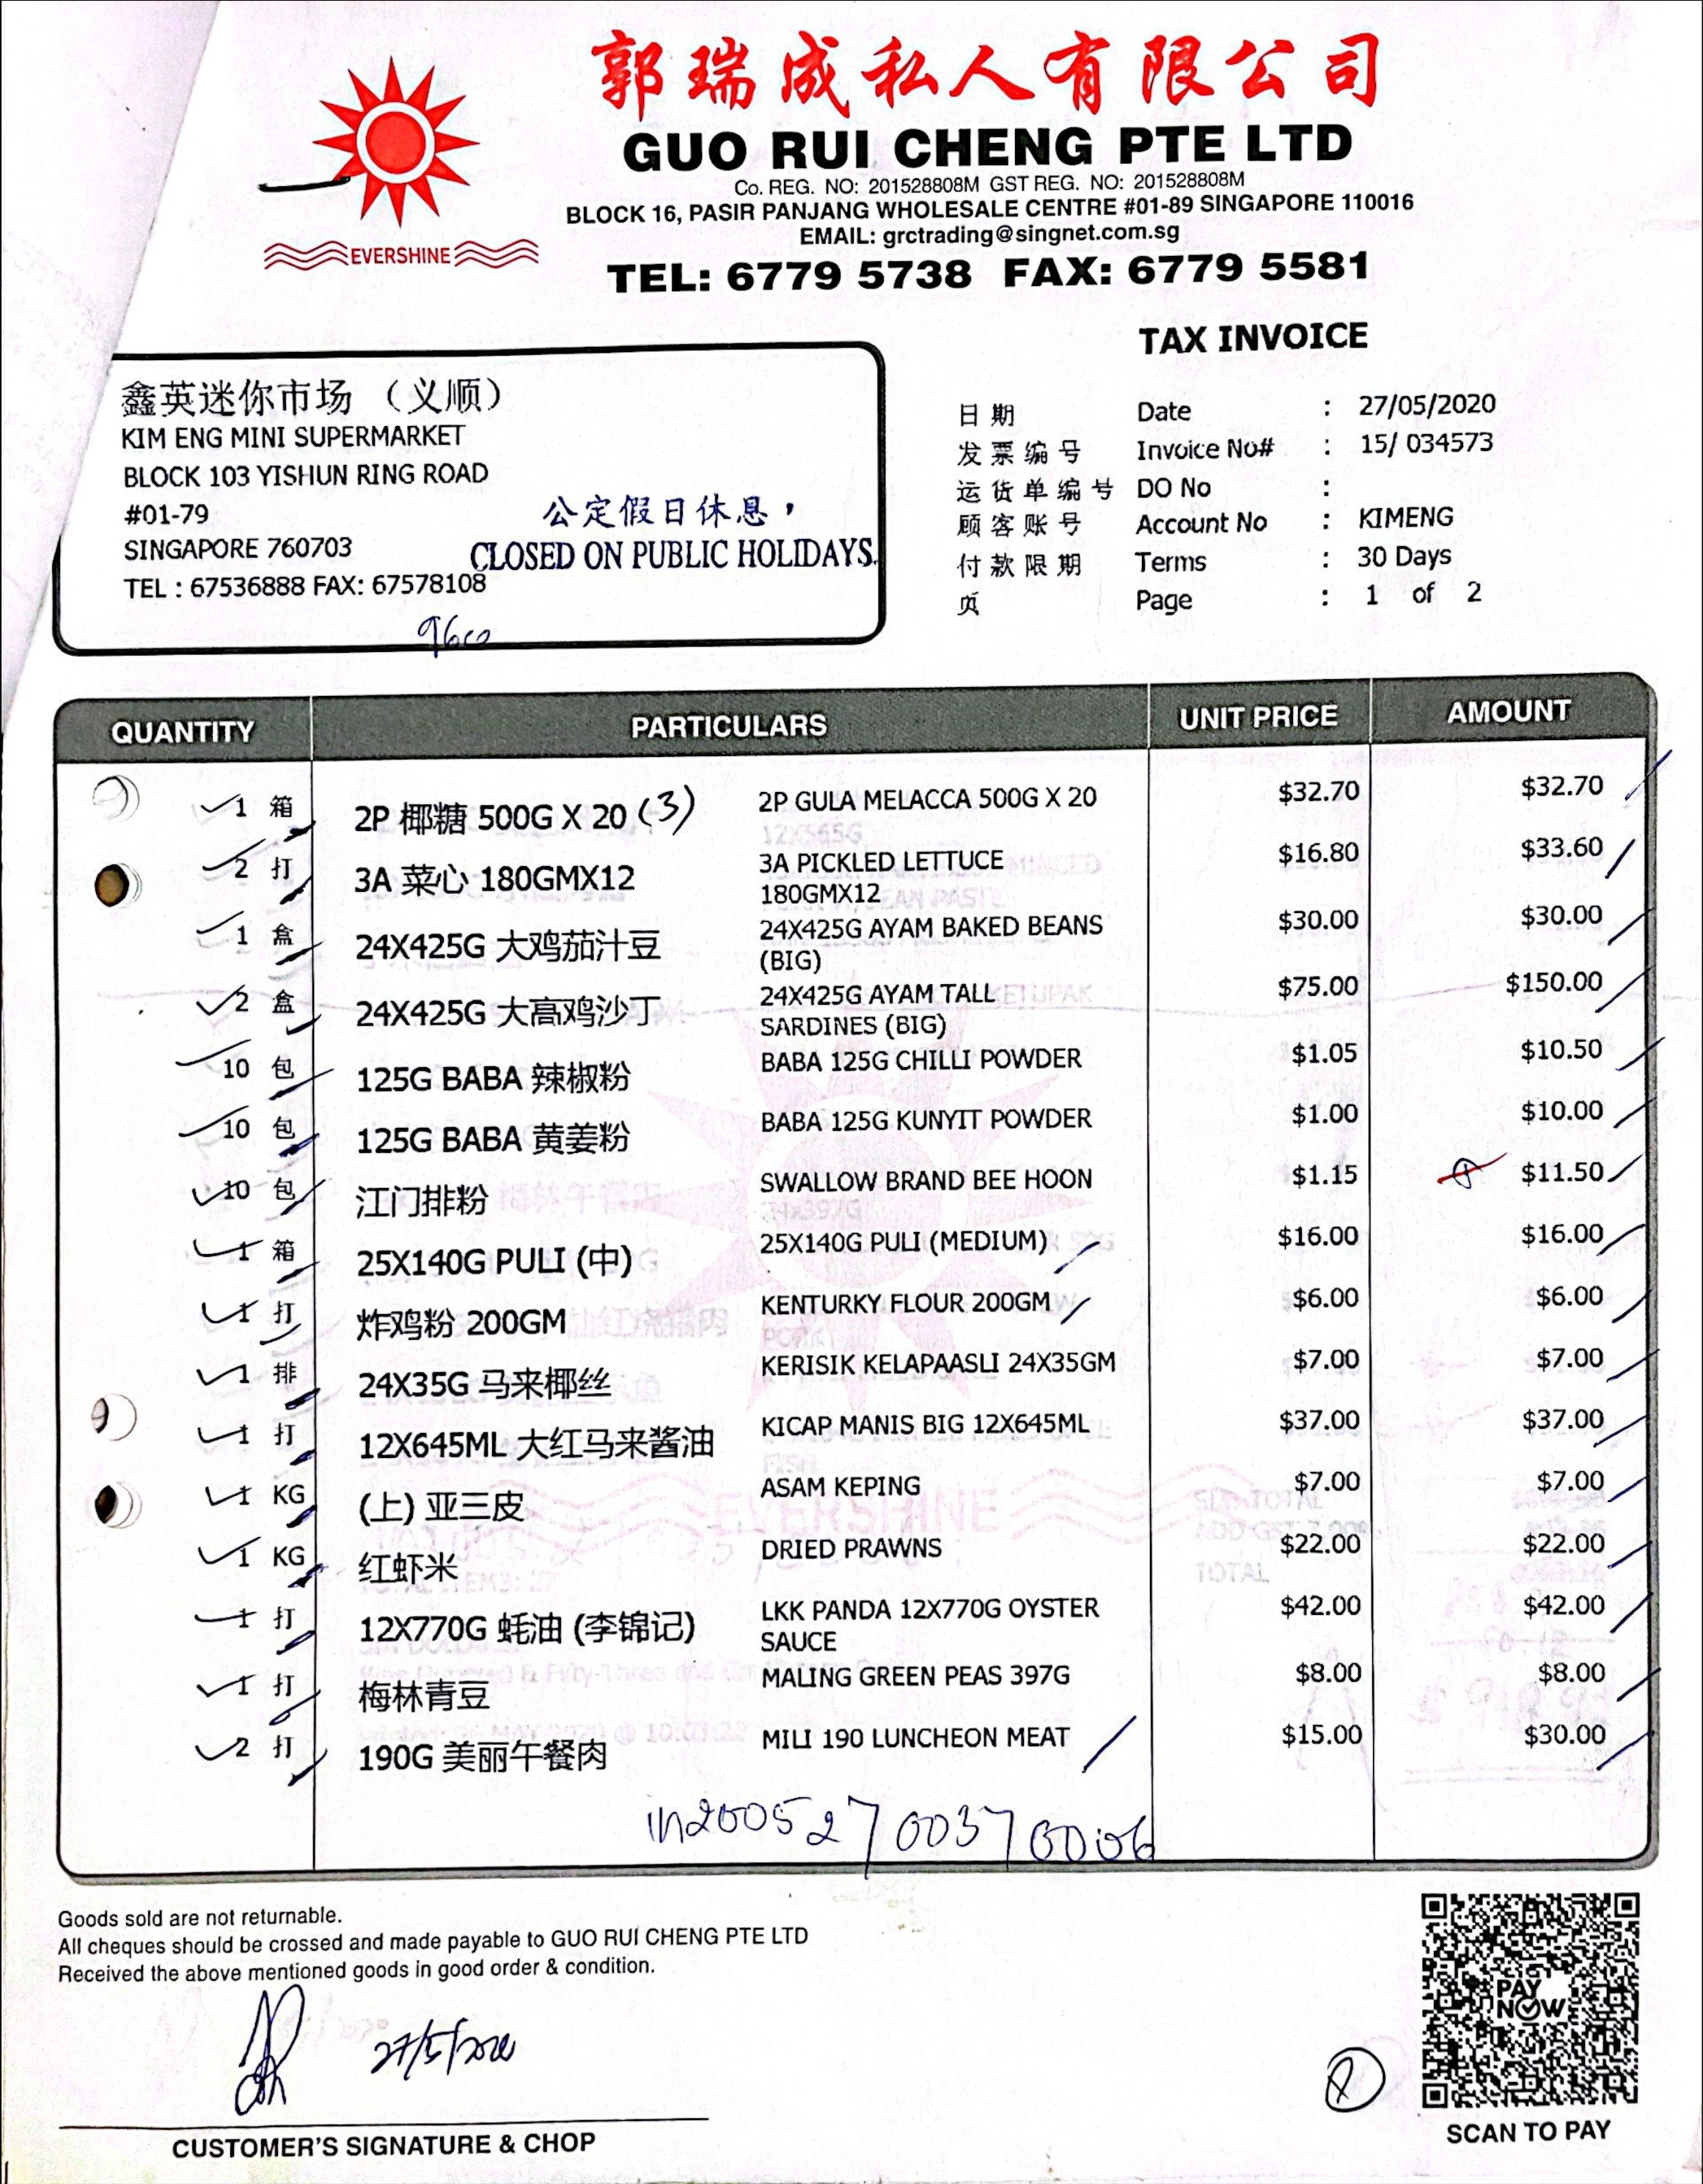 郭瑞成私人有限公司
GUO RUI CHENG PTE LTD
Co. REG. NO: 201528808M GST REG. NO: 201528808M
BLOCK 16, PASIR PANJANG WHOLESALE CENTRE #01-89 SINGAPORE 110016
EMAIL: grctrading@singnet.com.sg
TEL: 6779 5738 FAX: 6779 5581
EVERSHINE
TAX INVOICE
鑫英迷你市场 （义顺）
KIM ENG MINI SUPERMARKET
BLOCK 103 YISHUN RING ROAD
#01-79
SINGAPORE 760703
TEL : 67536888 FAX: 67578108
公定假日休息，
CLOSED ON PUBLIC HOLIDAYS.
日期 Date : 27/05/2020
发票编号 Invoice No# : 15/ 034573
运货单编号 DO No :
顾客账号 Account No : KIMENG
付款限期 Terms : 30 Days
页 Page : 1 of 2
QUANTITY PARTICULARS UNIT PRICE AMOUNT
1 箱 2P 椰糖 500G X 20 (3) 2P GULA MELACCA 500G X 20 $32.70 $32.70
2 打 3A 菜心 180GMX12 3A PICKLED LETTUCE $16.80 $33.60
180GMX12
1 盒 24X425G 大鸡茄汁豆 24X425G AYAM BAKED BEANS $30.00 $30.00
(BIG)
2 盒 24X425G 大高鸡沙丁 24X425G AYAM TALL $75.00 $150.00
SARDINES (BIG)
10 包 125G BABA 辣椒粉 BABA 125G CHILLI POWDER $1.05 $10.50
10 包 125G BABA 黄姜粉 BABA 125G KUNYIT POWDER $1.00 $10.00
10 包 江门排粉 SWALLOW BRAND BEE HOON $1.15 $11.50
1 箱 25X140G PULI (中) 25X140G PULI (MEDIUM) $16.00 $16.00
1 打 炸鸡粉 200GM KENTURKY FLOUR 200GM $6.00 $6.00
1 排 24X35G 马来椰丝 KERISIK KELAPAASLI 24X35GM $7.00 $7.00
1 打 12X645ML 大红马来酱油 KICAP MANIS BIG 12X645ML $37.00 $37.00
1 KG (上) 亚三皮 ASAM KEPING $7.00 $7.00
1 KG 红虾米 DRIED PRAWNS $22.00 $22.00
1 打 12X770G 蚝油 (李锦记) LKK PANDA 12X770G OYSTER $42.00 $42.00
SAUCE
1 打 梅林青豆 MALING GREEN PEAS 397G $8.00 $8.00
2 打 190G 美丽午餐肉 MILI 190 LUNCHEON MEAT $15.00 $30.00
in20052700370006
Goods sold are not returnable.
All cheques should be crossed and made payable to GUO RUI CHENG PTE LTD
Received the above mentioned goods in good order & condition.
27/5/2020
CUSTOMER'S SIGNATURE & CHOP
PAY
NOW
SCAN TO PAY